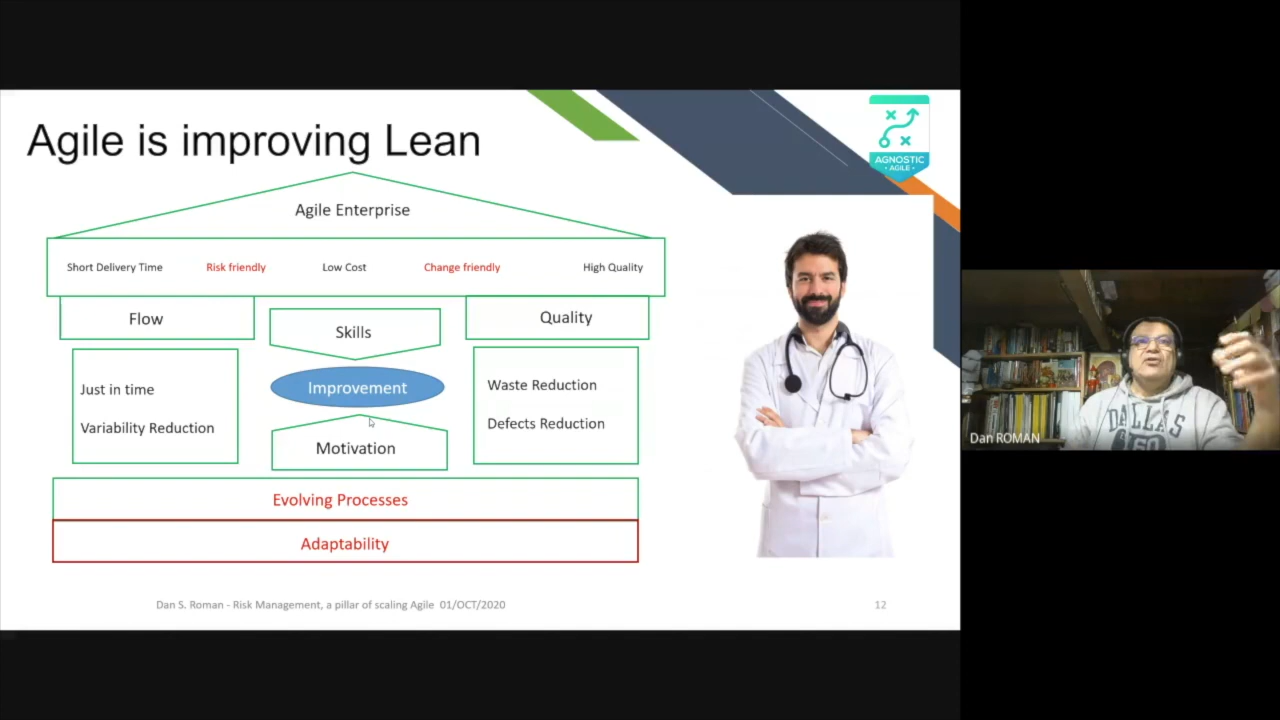 Agile is improving Lean
AGNOSTIC
• AGILE •
Agile Enterprise
Short Delivery Time Risk friendly Low Cost Change friendly High Quality
Flow Skills Quality
Just in time
Variability Reduction
Improvement
Motivation
Waste Reduction
Defects Reduction
Evolving Processes
Adaptability
Dan S. Roman - Risk Management, a pillar of scaling Agile 01/OCT/2020
12
DALLAS
Dan ROMAN